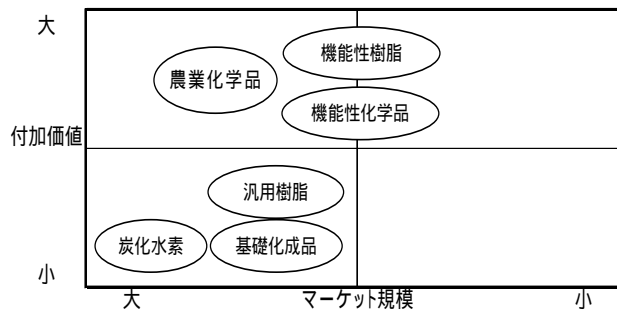 大
機能性樹脂
農業化学品
機能性化学品
付加価値
汎用樹脂
炭化水素
基礎化成品
小
大
マーケット規模
小